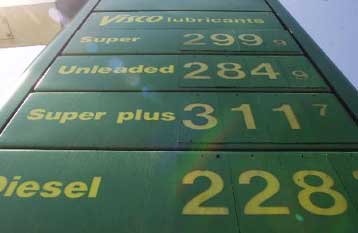 VISCO lubricants
Super 299 9
Unleaded 284 9
Super plus 311 7
Diesel 228